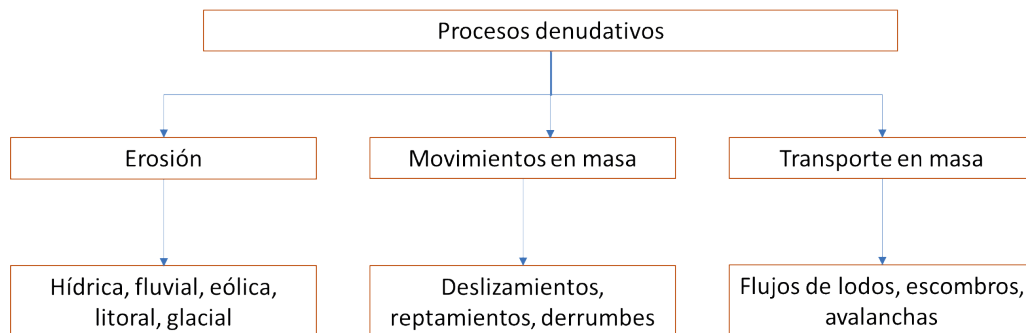 Procesos denudativos
Erosión
Movimientos en masa
Transporte en masa
Hídrica, fluvial, eólica,
litoral, glacial
Deslizamientos,
reptamientos, derrumbes
Flujos de lodos, escombros,
avalanchas